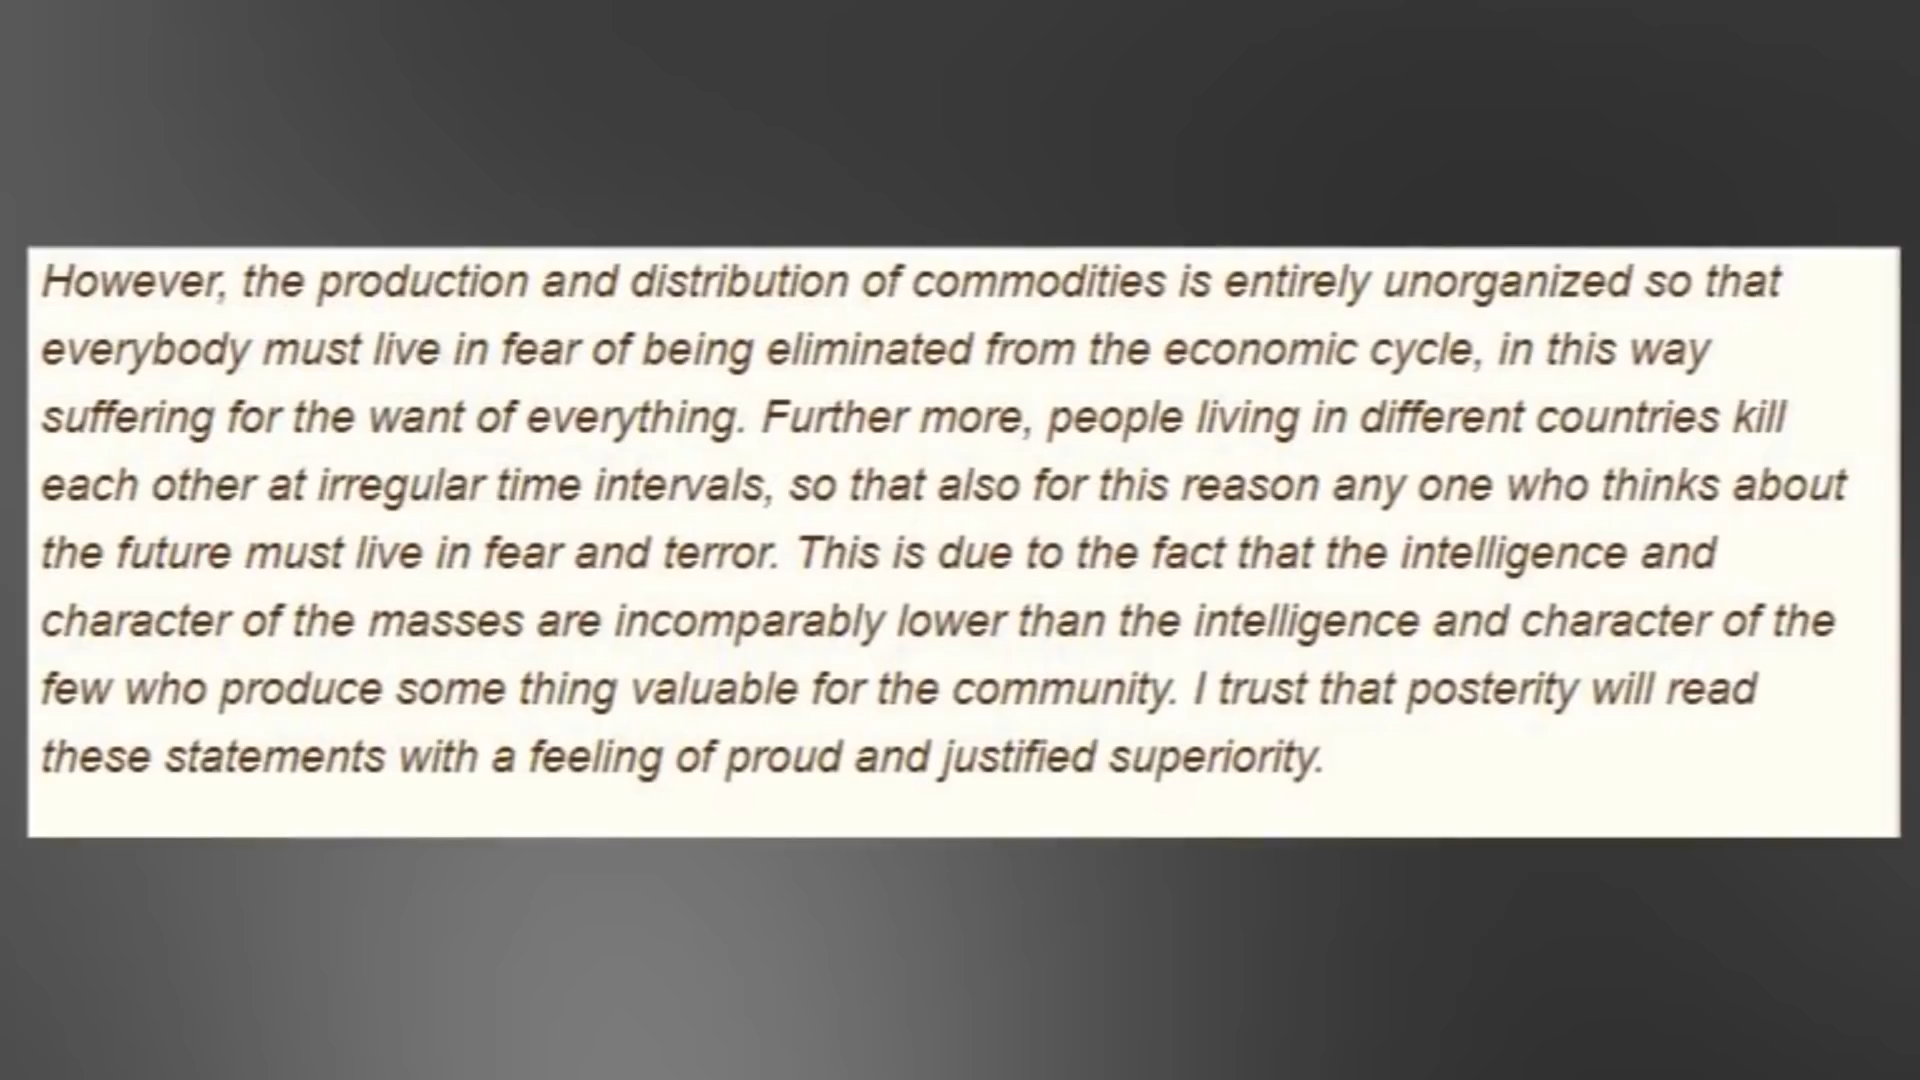 However, the production and distribution of commodities is entirely unorganized so that
everybody must live in fear of being eliminated from the economic cycle, in this way
suffering for the want of everything. Further more, people living in different countries kill
each other at irregular time intervals, so that also for this reason any one who thinks about
the future must live in fear and terror. This is due to the fact that the intelligence and
character of the masses are incomparably lower than the intelligence and character of the
few who produce some thing valuable for the community. I trust that posterity will read
these statements with a feeling of proud and justified superiority.